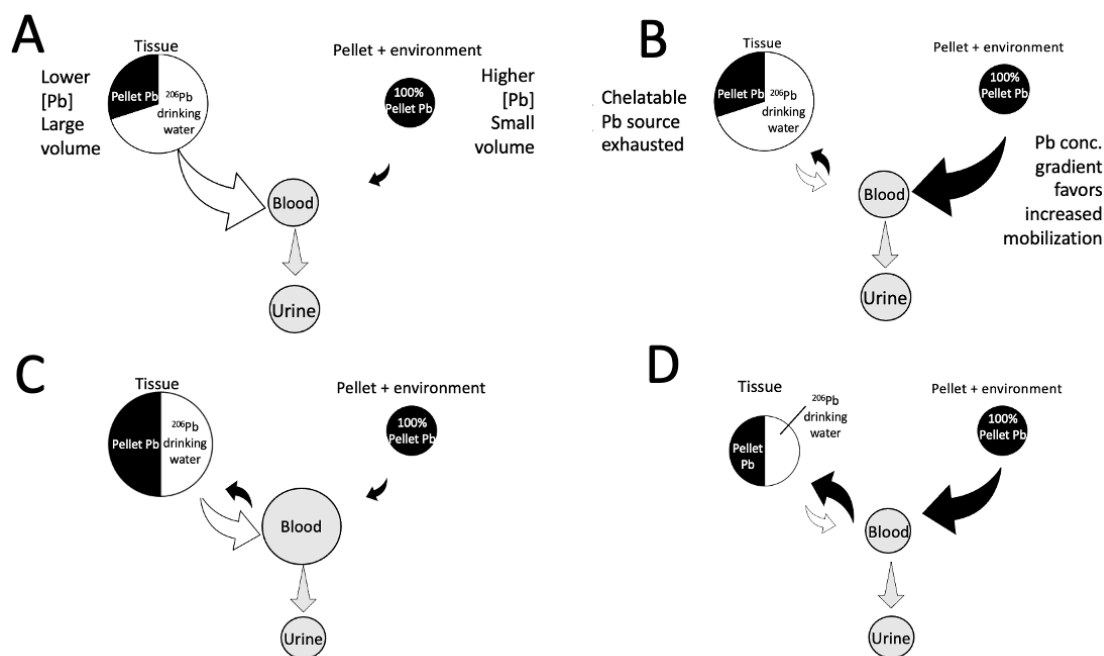 A
Tissue
Lower
[Pb]
Large
volume
Pellet Pb
²⁰⁶Pb
drinking
water
Pellet + environment
100%
Pellet Pb
Higher
[Pb]
Small
volume
Blood
Urine
B
Tissue
Chelatable
Pb source
exhausted
Pellet Pb
²⁰⁶Pb
drinking
water
Pellet + environment
100%
Pellet Pb
Pb conc.
gradient
favors
increased
mobilization
Blood
Urine
C
Tissue
Pellet Pb
²⁰⁶Pb
drinking
water
Pellet + environment
100%
Pellet Pb
Blood
Urine
D
Tissue
²⁰⁶Pb
drinking
water
Pellet
Pb
Pellet + environment
100%
Pellet Pb
Blood
Urine